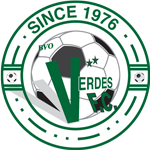 SINCE 1976
BVO
VERDES
F.C.